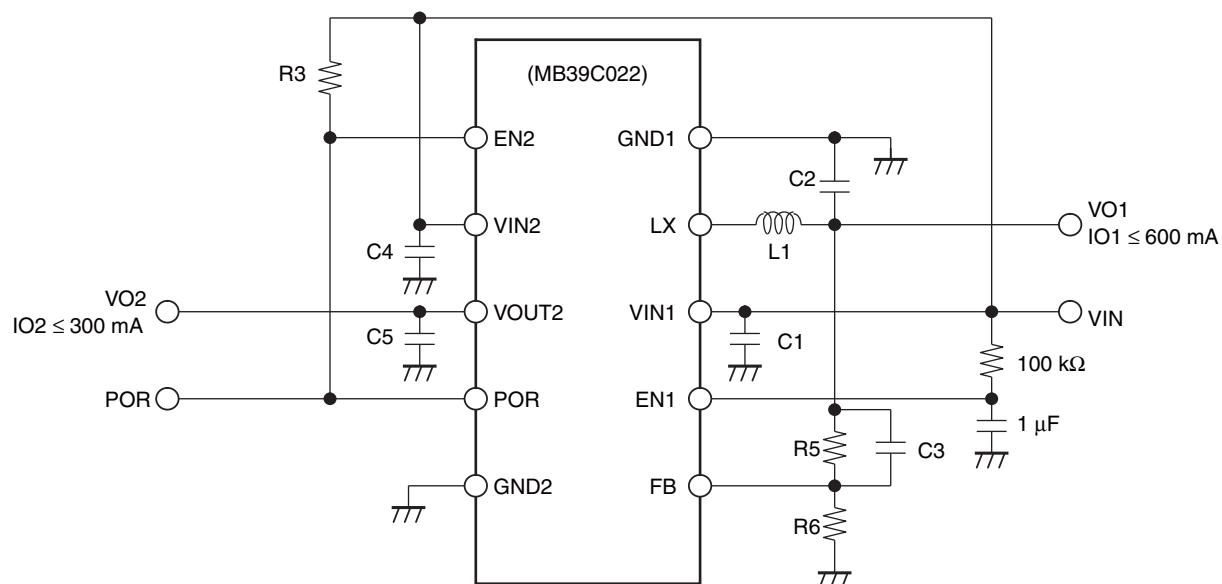 (MB39C022)
R3
EN2
GND1
C2
VIN2
LX
C4
L1
VO1
IO1 ≤ 600 mA
VO2
IO2 ≤ 300 mA
VOUT2
VIN1
VIN
C5
C1
100 kΩ
POR
POR
EN1
1 μF
R5
C3
GND2
FB
R6